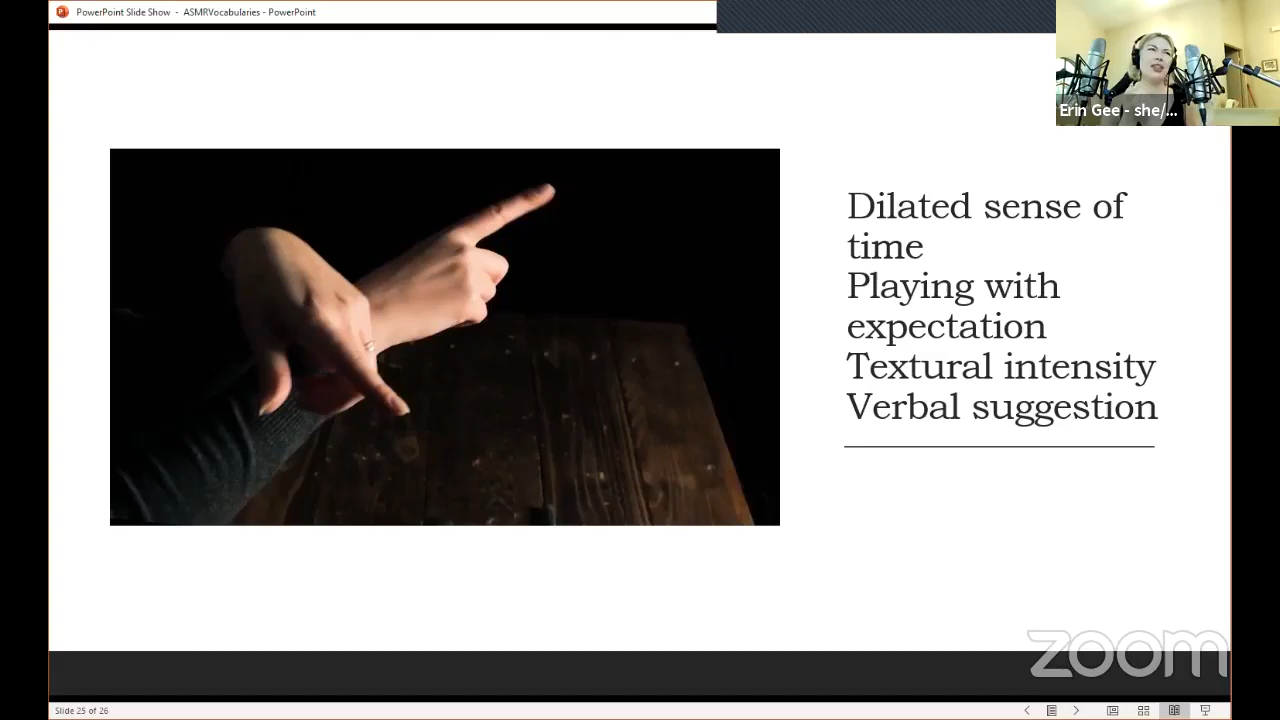 PowerPoint Slide Show - ASMRVocabularies - PowerPoint
Erin Gee - she/...
Dilated sense of
time
Playing with
expectation
Textural intensity
Verbal suggestion
zoom
Slide 25 of 26